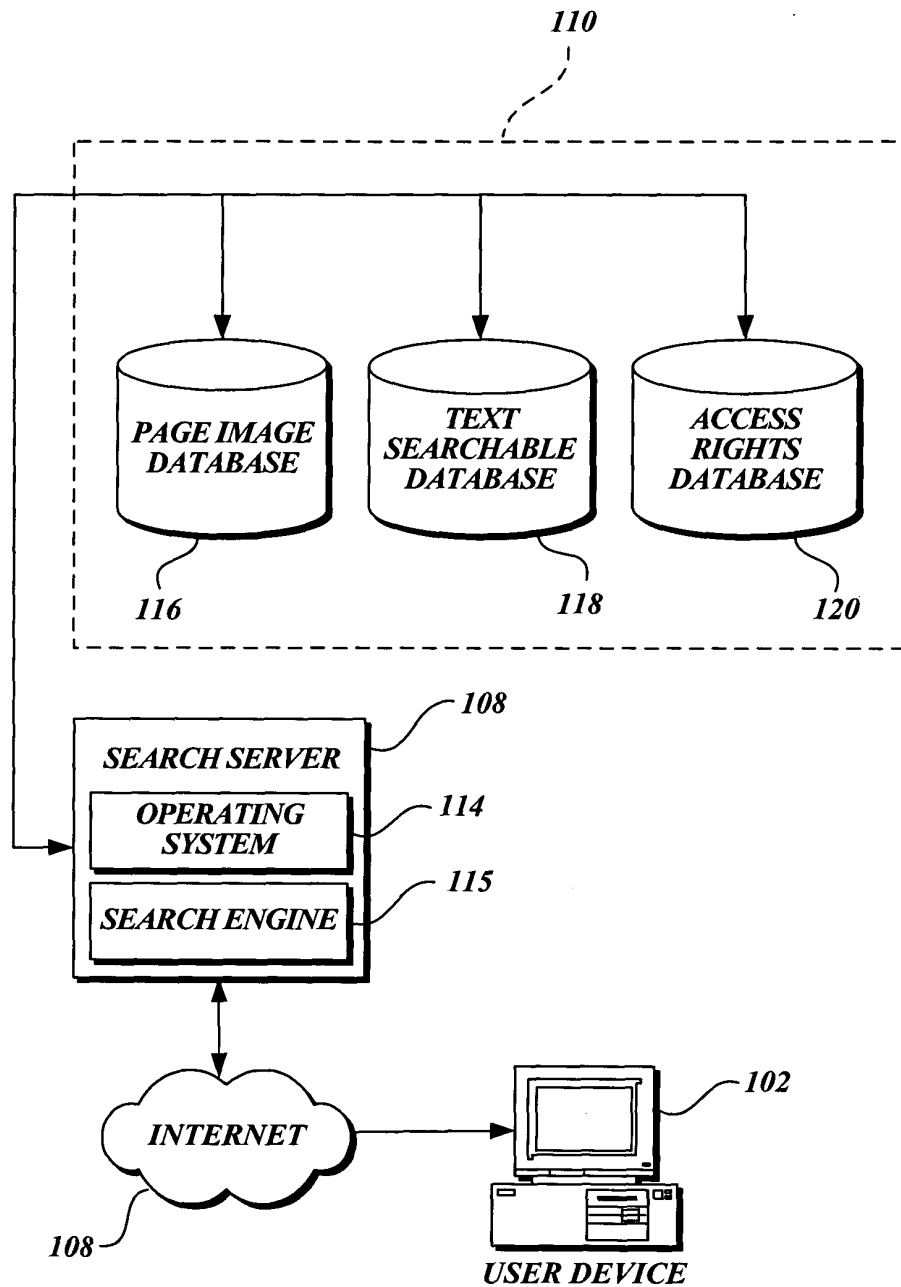 110
PAGE IMAGE
DATABASE
TEXT
SEARCHABLE
DATABASE
ACCESS
RIGHTS
DATABASE
116
118
120
108
SEARCH SERVER
OPERATING
SYSTEM
114
SEARCH ENGINE
115
INTERNET
108
102
USER DEVICE